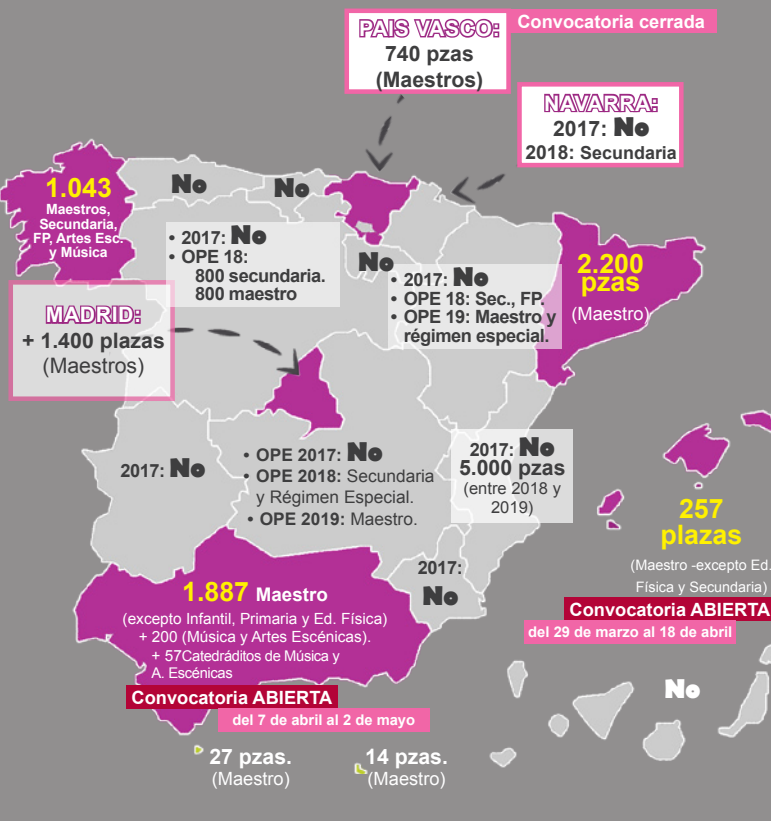 PAIS VASCO:
740 pzas
(Maestros)
Convocatoria cerrada
NAVARRA:
2017: No
2018: Secundaria
1.043
Maestros,
Secundaria,
FP, Artes Esc.
y Música
No
No
• 2017: No
• OPE 18:
800 secundaria.
800 maestro
No
• 2017: No
• OPE 18: Sec., FP.
• OPE 19: Maestro y
régimen especial.
2.200
pzas
(Maestro)
MADRID:
+ 1.400 plazas
(Maestros)
2017: No
• OPE 2017: No
• OPE 2018: Secundaria
y Régimen Especial.
• OPE 2019: Maestro.
2017: No
5.000 pzas
(entre 2018 y
2019)
257
plazas
(Maestro -excepto Ed.
Física y Secundaria)
Convocatoria ABIERTA
del 29 de marzo al 18 de abril
2017:
No
1.887 Maestro
(excepto Infantil, Primaria y Ed. Física)
+ 200 (Música y Artes Escénicas).
+ 57Catedráditos de Música y
A. Escénicas
Convocatoria ABIERTA
del 7 de abril al 2 de mayo
No
27 pzas.
(Maestro)
14 pzas.
(Maestro)